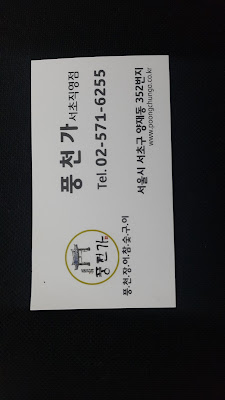 풍천가
풍·천·장·어·참·숯·구·이
풍천가 서초직영점
Tel. 02-571-6255
서울시 서초구 양재동 352번지
www.poongchunga.co.kr